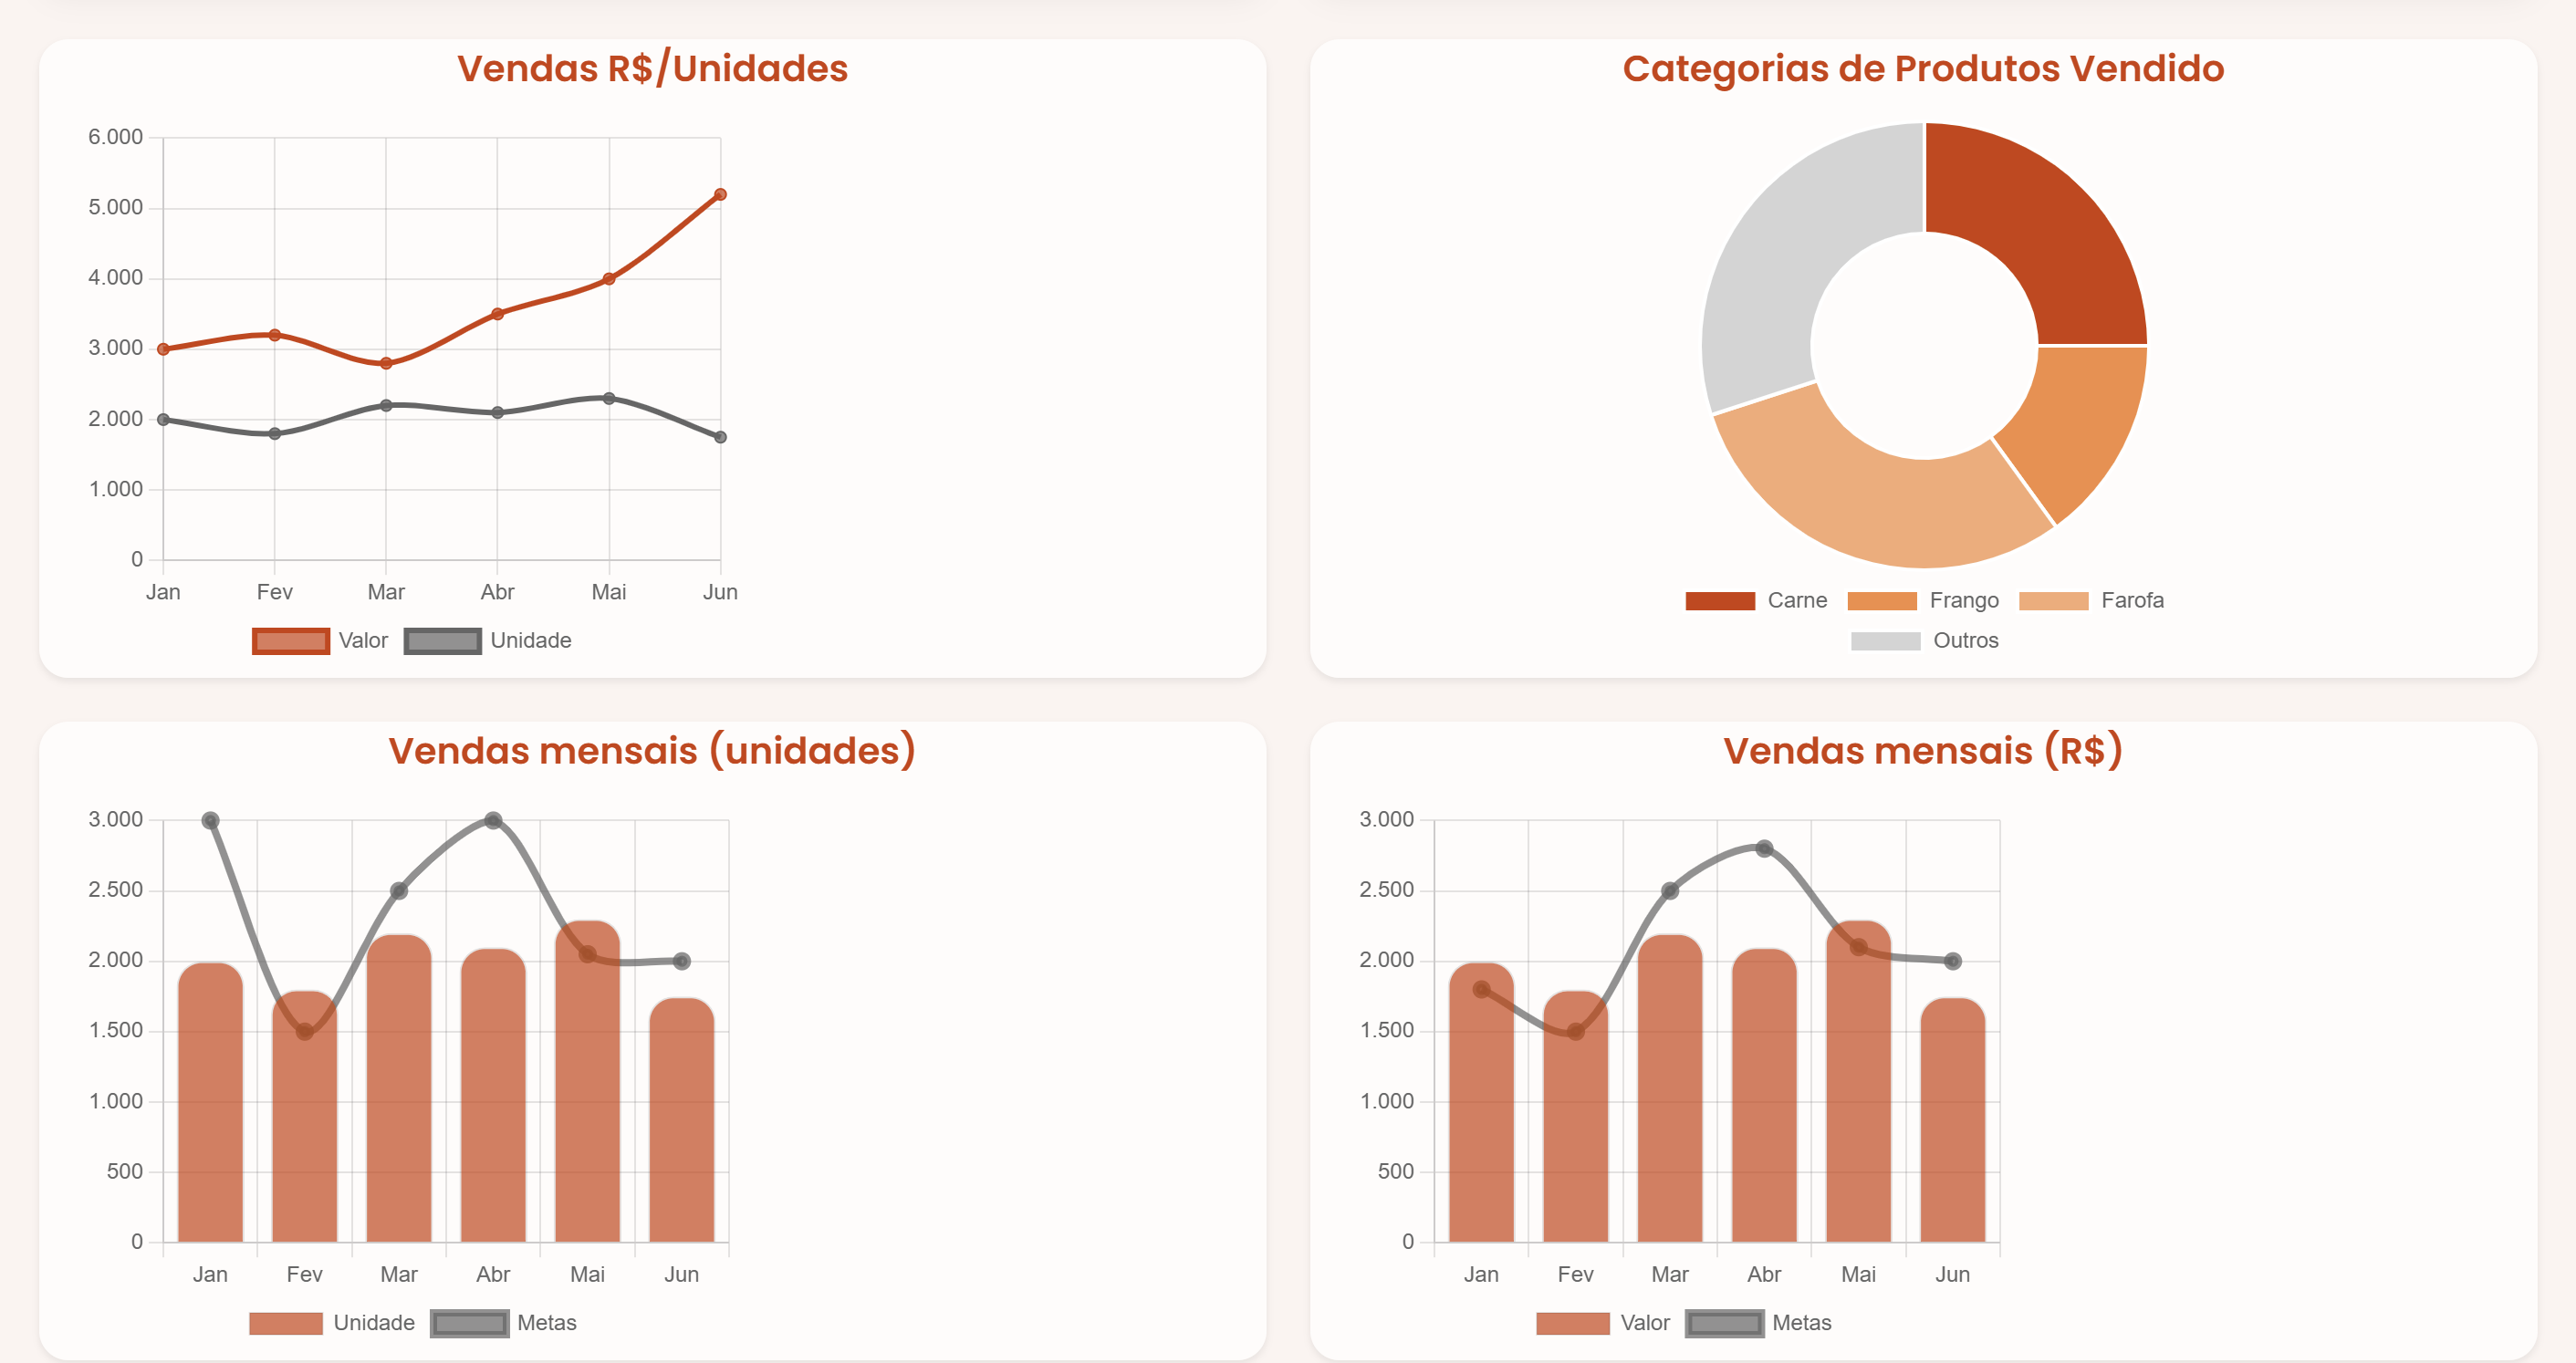 Vendas R$/Unidades
6.000
5.000
4.000
3.000
2.000
1.000
0
Jan Fev Mar Abr Mai Jun
Valor Unidade
Categorias de Produtos Vendido
Carne Frango Farofa
Outros
Vendas mensais (unidades)
3.000
2.500
2.000
1.500
1.000
500
0
Jan Fev Mar Abr Mai Jun
Unidade Metas
Vendas mensais (R$)
3.000
2.500
2.000
1.500
1.000
500
0
Jan Fev Mar Abr Mai Jun
Valor Metas